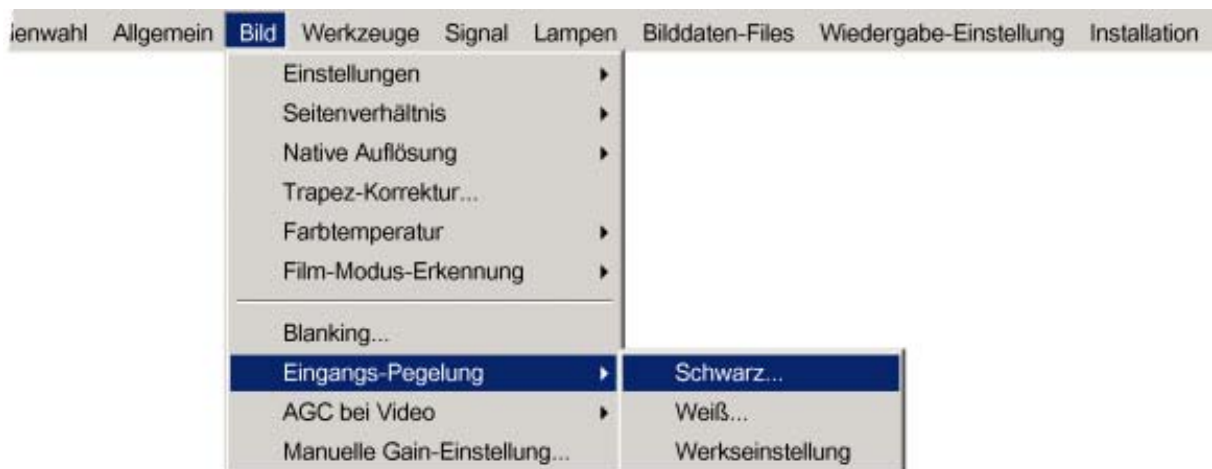 ienwahl Allgemein Bild Werkzeuge Signal Lampen Bilddaten-Files Wiedergabe-Einstellung Installation
Einstellungen
Seitenverhältnis
Native Auflösung
Trapez-Korrektur...
Farbtemperatur
Film-Modus-Erkennung
Blanking...
Eingangs-Pegelung
Schwarz...
AGC bei Video
Weiß...
Manuelle Gain-Einstellung...
Werkseinstellung